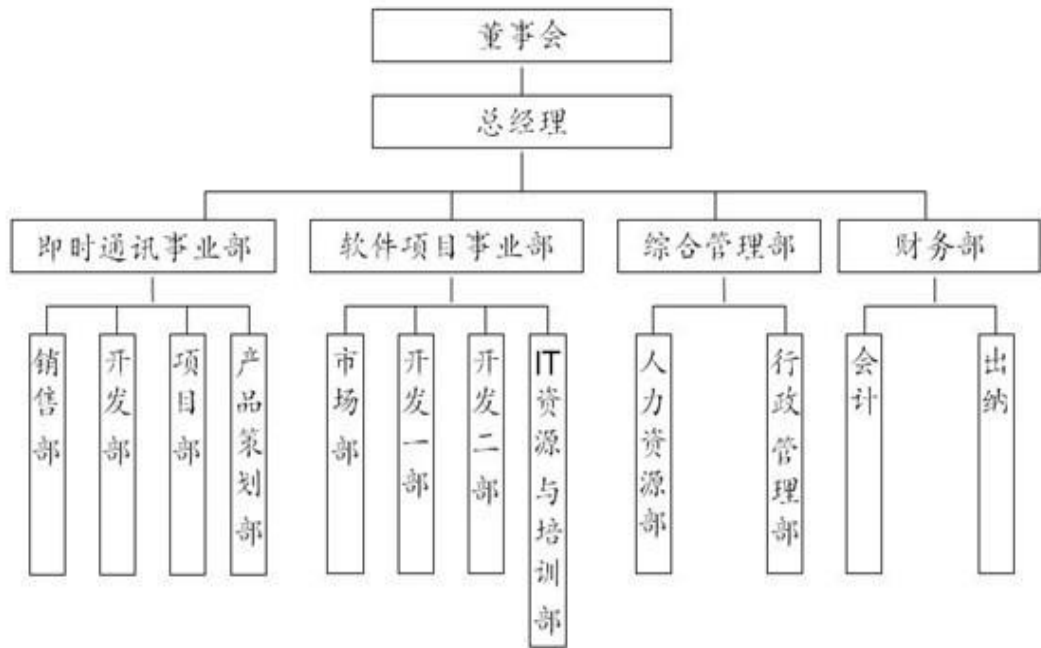 董事会
总经理
即时通讯事业部
软件项目事业部
综合管理部
财务部
销售部
开发部
项目部
产品策划部
市场部
开发一部
开发二部
IT资源与培训部
人力资源部
行政管理部
会计
出纳